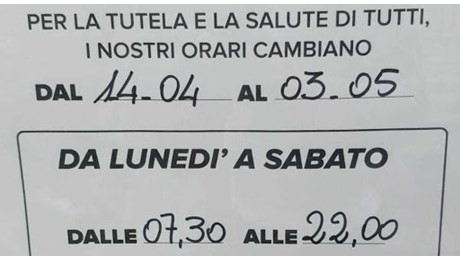 PER LA TUTELA E LA SALUTE DI TUTTI,
I NOSTRI ORARI CAMBIANO
DAL 14-04 AL 03-05
DA LUNEDI' A SABATO
DALLE 07,30 ALLE 22,00